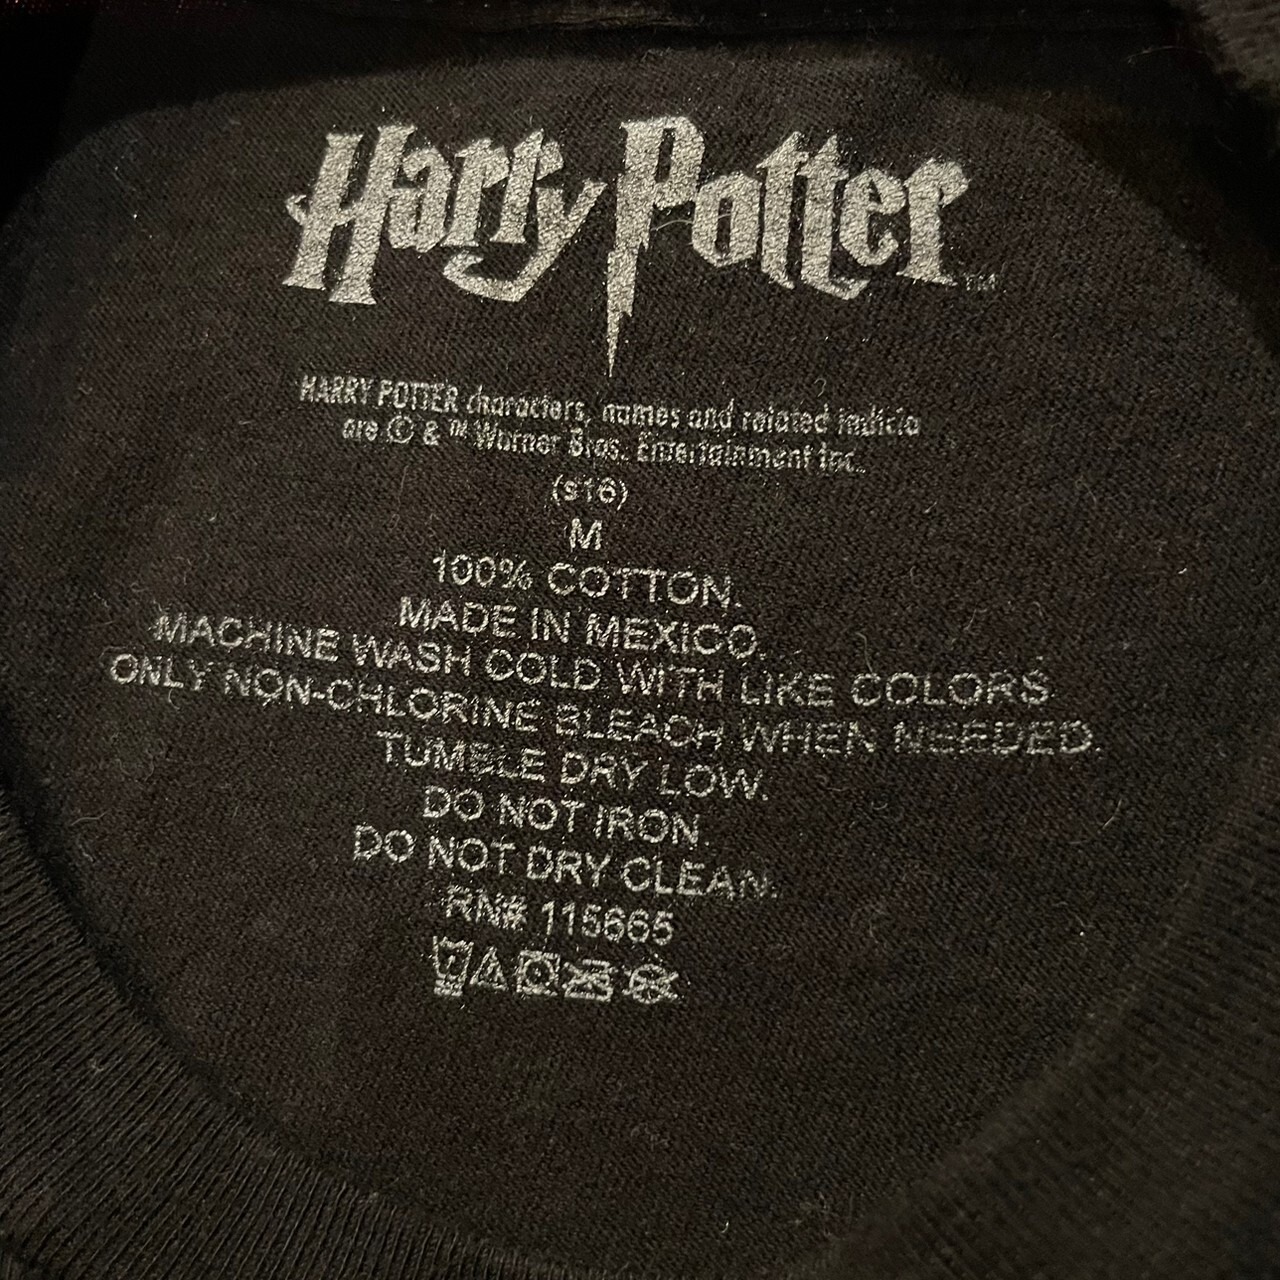 Harry Potter™
HARRY POTTER characters, names and related indicia
are © & ™ Warner Bros. Entertainment Inc.
(s16)
M
100% COTTON.
MADE IN MEXICO.
MACHINE WASH COLD WITH LIKE COLORS
ONLY NON-CHLORINE BLEACH WHEN NEEDED.
TUMBLE DRY LOW.
DO NOT IRON.
DO NOT DRY CLEAN.
RN# 115665